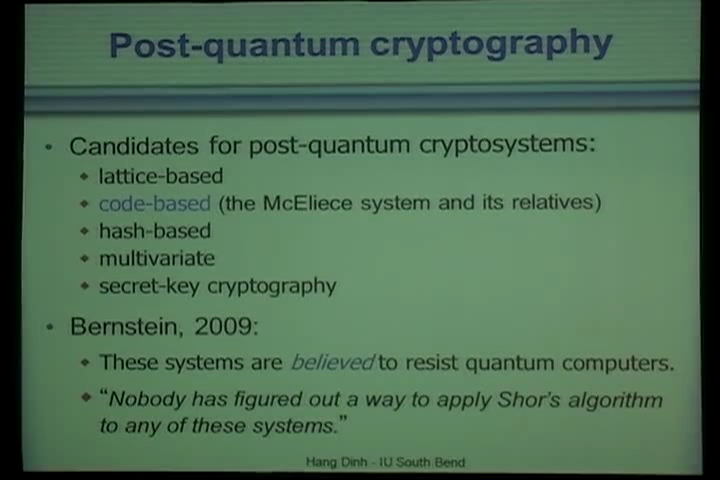 Post-quantum cryptography
• Candidates for post-quantum cryptosystems:
◆ lattice-based
◆ code-based (the McEliece system and its relatives)
◆ hash-based
◆ multivariate
◆ secret-key cryptography
• Bernstein, 2009:
◆ These systems are believed to resist quantum computers.
◆ “Nobody has figured out a way to apply Shor’s algorithm
to any of these systems.”
Hang Dinh - IU South Bend